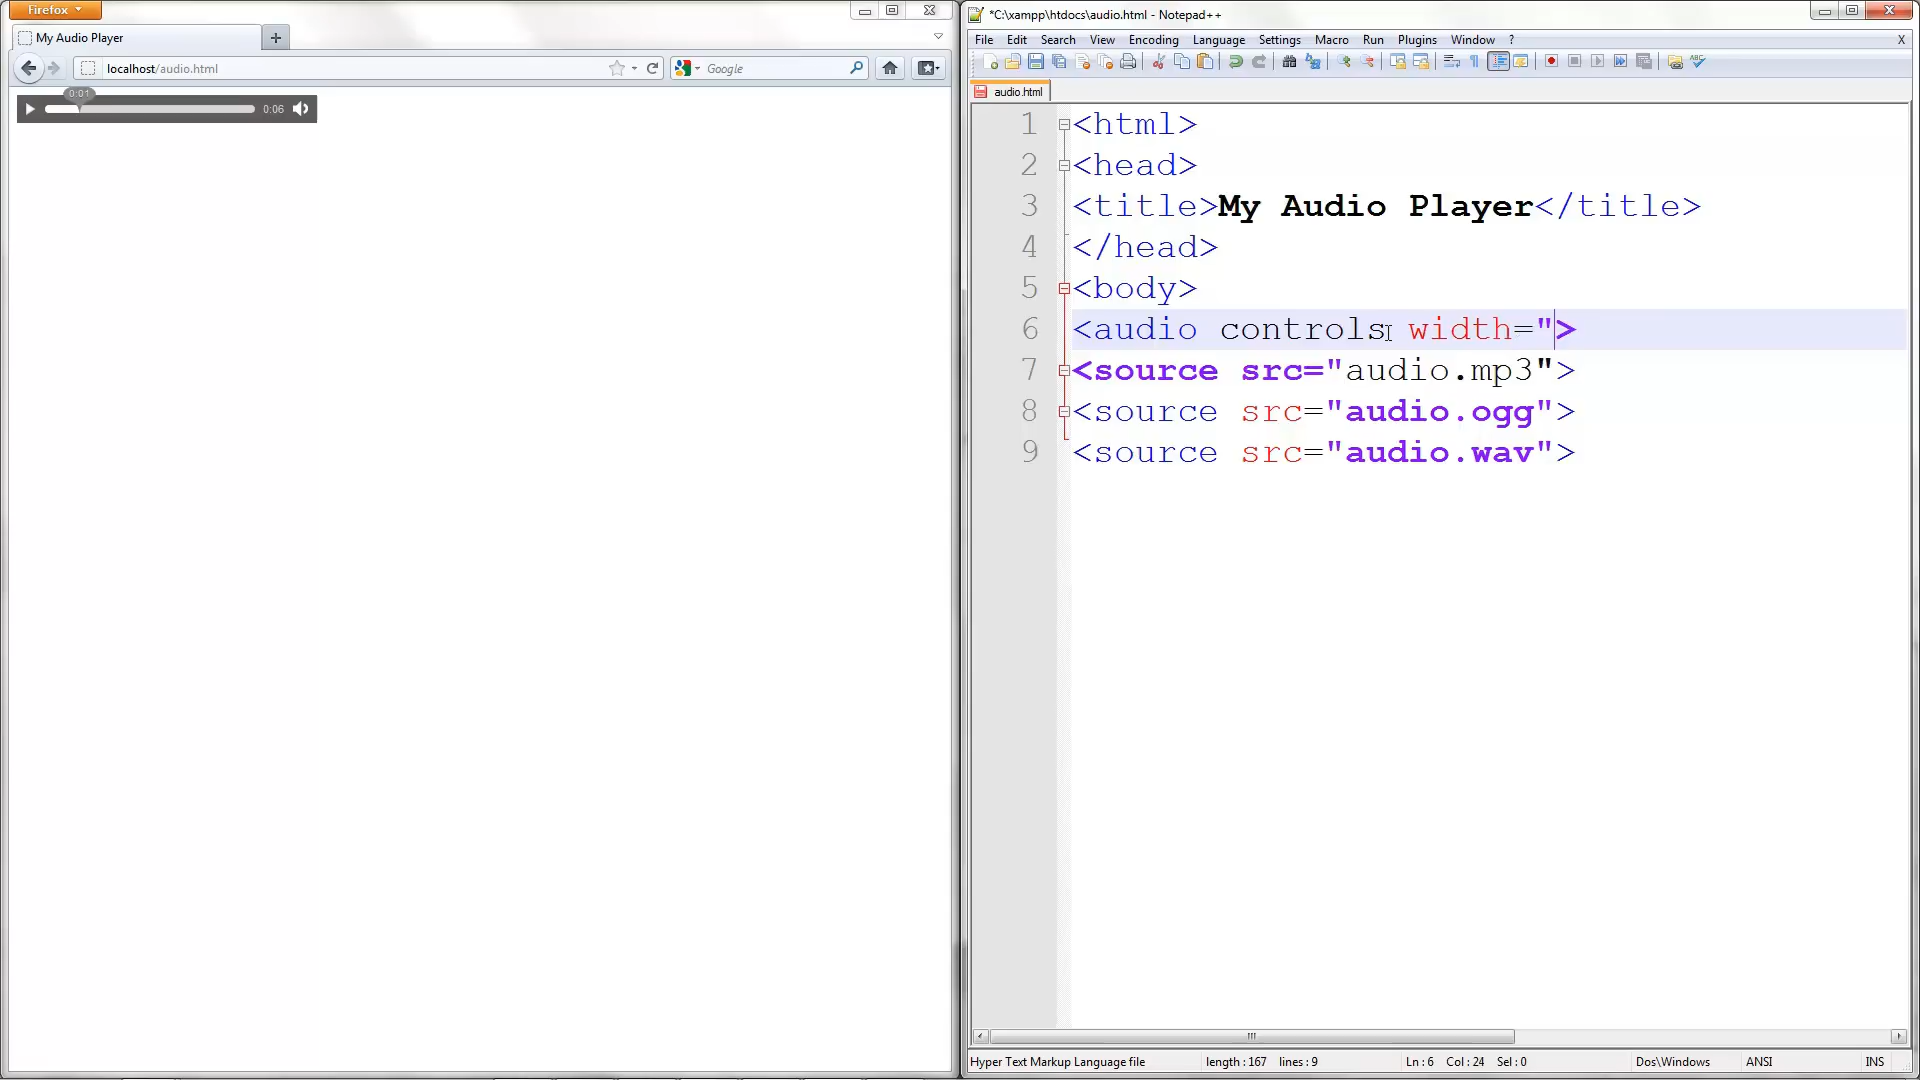 Firefox
My Audio Player
localhost/audio.html
Google
0:01
0:06
*C:\xampp\htdocs\audio.html - Notepad++
File Edit Search View Encoding Language Settings Macro Run Plugins Window ? X
audio.html
1 <html>
2 <head>
3 <title>My Audio Player</title>
4 </head>
5 <body>
6 <audio controls width=">
7 <source src="audio.mp3">
8 <source src="audio.ogg">
9 <source src="audio.wav">
Hyper Text Markup Language file length : 167 lines : 9 Ln : 6 Col : 24 Sel : 0 Dos\Windows ANSI INS